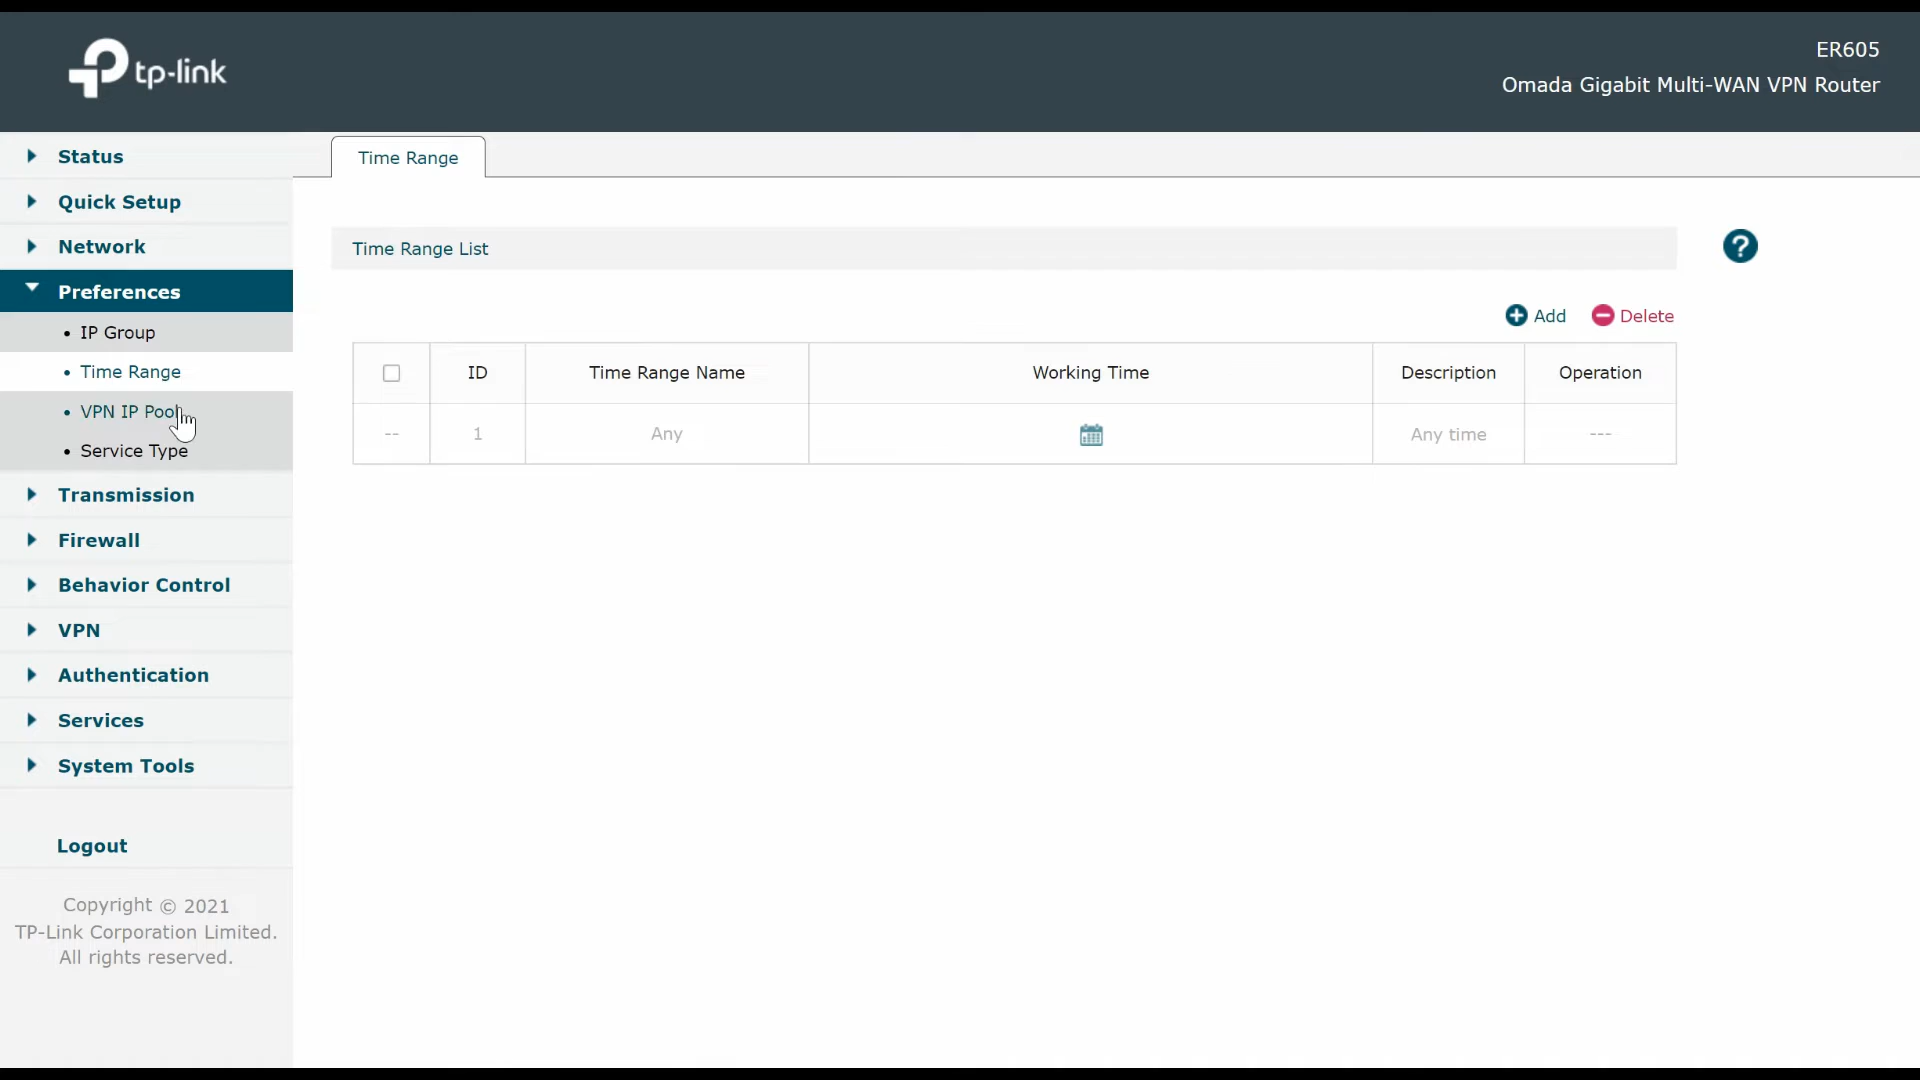 tp-link
ER605
Omada Gigabit Multi-WAN VPN Router
Status
Quick Setup
Network
Preferences
• IP Group
• Time Range
• VPN IP Pool
• Service Type
Transmission
Firewall
Behavior Control
VPN
Authentication
Services
System Tools
Logout
Copyright © 2021
TP-Link Corporation Limited.
All rights reserved.
Time Range
Time Range List
?
Add Delete
ID Time Range Name Working Time Description Operation
-- 1 Any Any time ---